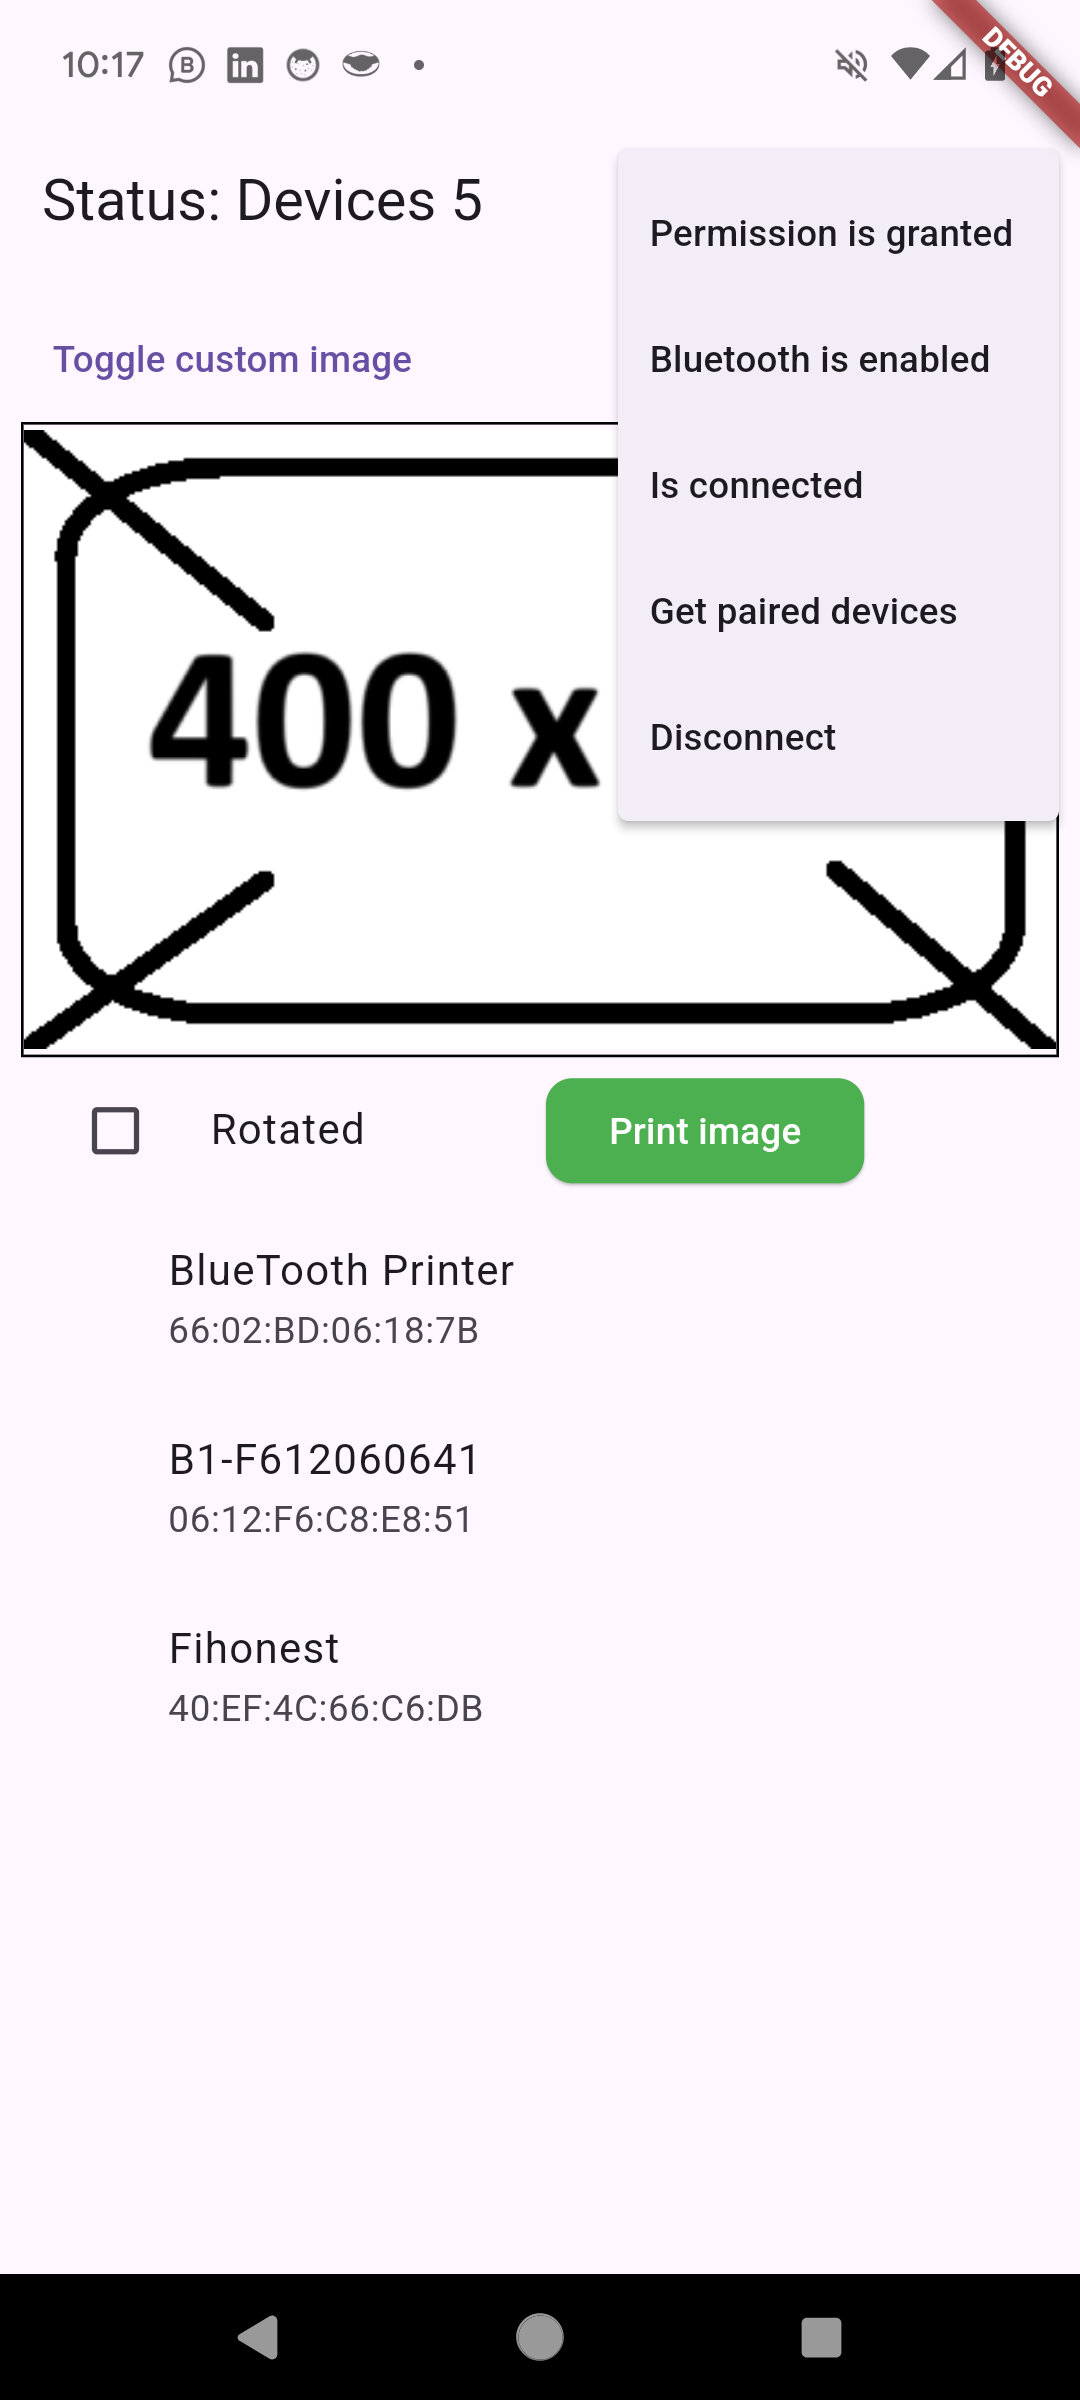 10:17
DEBUG
Status: Devices 5
Permission is granted
Toggle custom image
Bluetooth is enabled
Is connected
Get paired devices
Disconnect
400 x
Rotated
Print image
BlueTooth Printer
66:02:BD:06:18:7B
B1-F612060641
06:12:F6:C8:E8:51
Fihonest
40:EF:4C:66:C6:DB